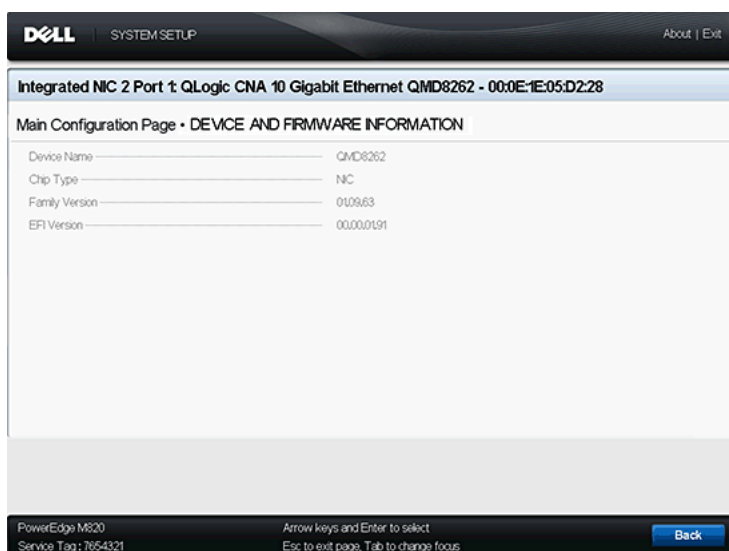 DELL SYSTEM SETUP About | Exit
Integrated NIC 2 Port 1: QLogic CNA 10 Gigabit Ethernet QMD8262 - 00:0E:1E:05:D2:28
Main Configuration Page • DEVICE AND FIRMWARE INFORMATION
Device Name QMD8262
Chip Type NIC
Family Version 01.09.63
EFI Version 00.00.01.91
PowerEdge M820 Arrow keys and Enter to select
Service Tag : 7654321 Esc to exit page, Tab to change focus
Back